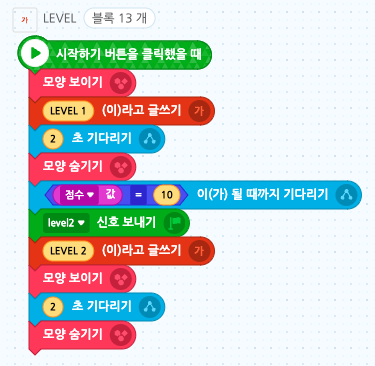 가 LEVEL 블록 13 개
시작하기 버튼을 클릭했을 때
모양 보이기
LEVEL 1 (이)라고 글쓰기 가
2 초 기다리기
모양 숨기기
점수 값 = 10 이(가) 될 때까지 기다리기
level2 신호 보내기
LEVEL 2 (이)라고 글쓰기 가
모양 보이기
2 초 기다리기
모양 숨기기